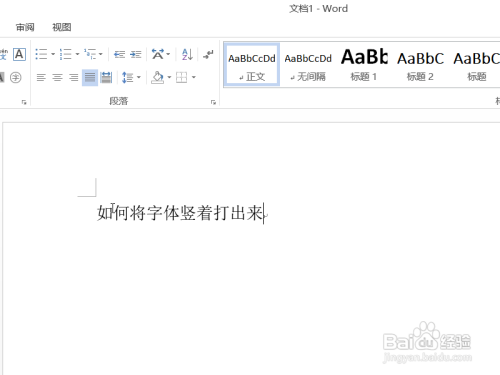 文档1 - Word
审阅 视图
A
字
A
Z
段落
AaBbCcDd AaBbCcDd AaBb AaBbC AaBbC
正文 无间隔 标题 1 标题 2 标题
如何将字体竖着打出来
Baidu 经验
jingyan.baidu.com